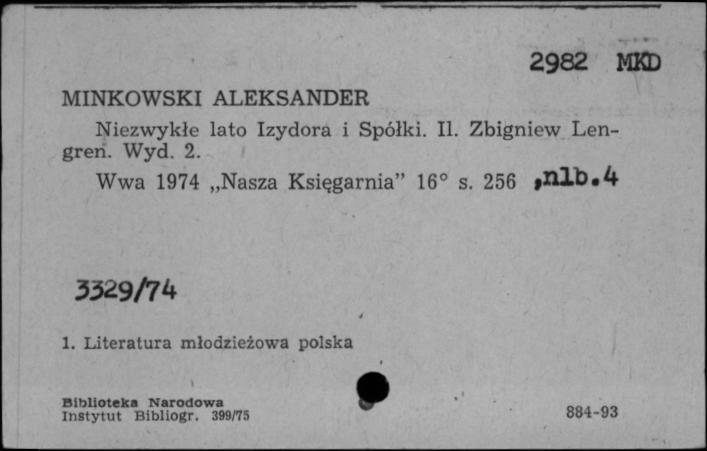 2982 MKD
MINKOWSKI ALEKSANDER
Niezwykłe lato Izydora i Spółki. Il. Zbigniew Len-
gren. Wyd. 2.
Wwa 1974 „Nasza Księgarnia” 16° s. 256 ,nlb.4
3329/74
1. Literatura młodzieżowa polska
Biblioteka Narodowa
Instytut Bibliogr. 399/75
884-93